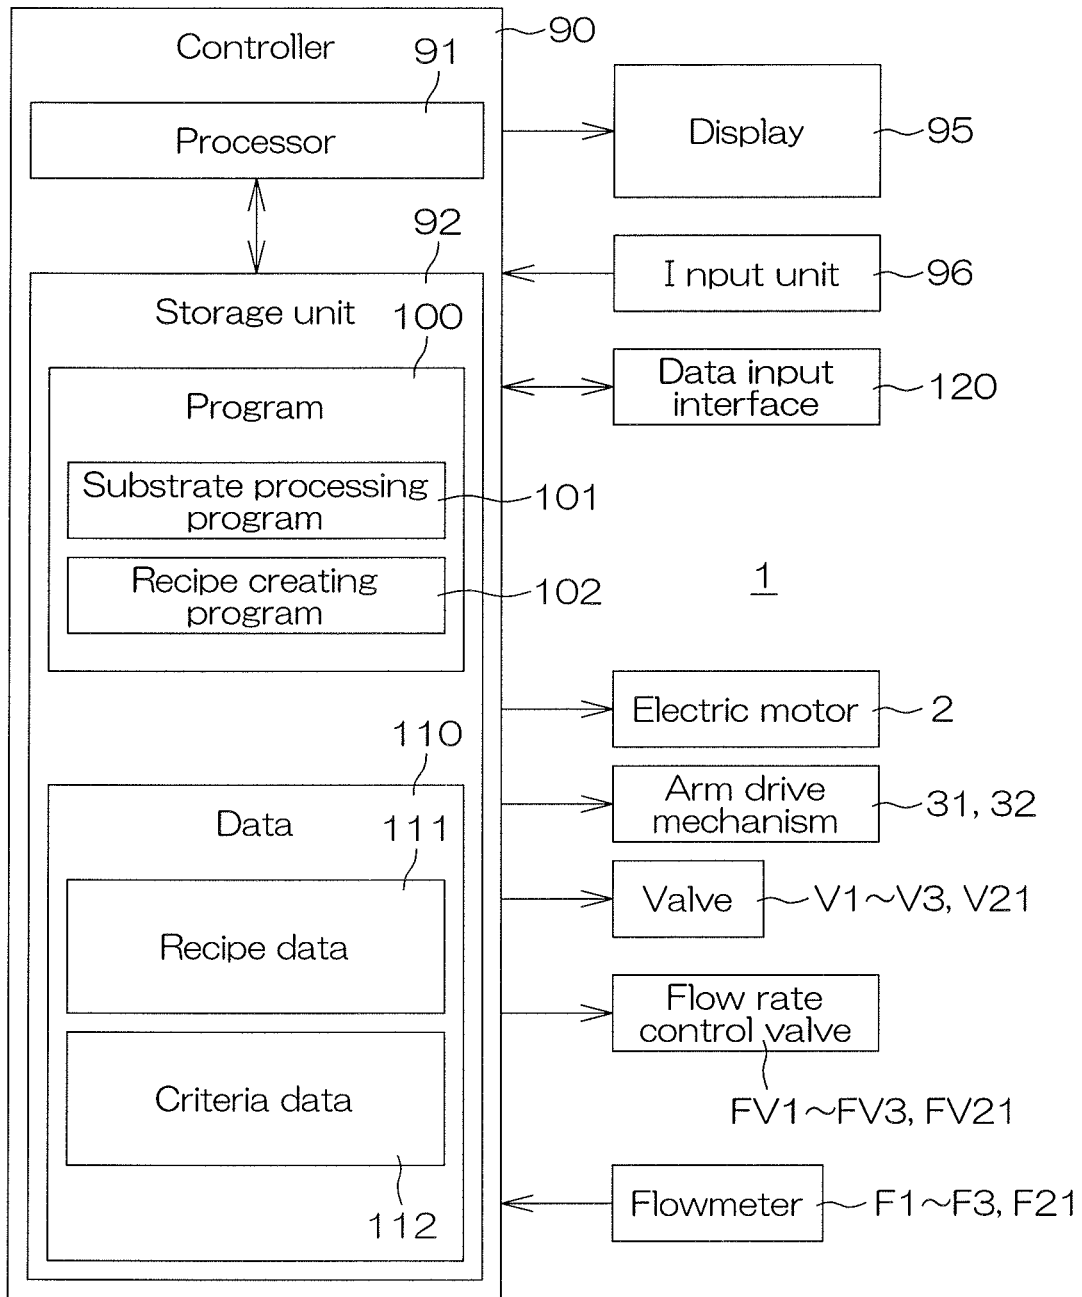 Controller
90
91
Processor
Display
95
92
Input unit
96
Storage unit
100
Data input
interface
120
Program
Substrate processing
program
101
Recipe creating
program
102
1
Electric motor
2
110
Arm drive
mechanism
31, 32
Data
111
Valve
V1~V3, V21
Recipe data
Flow rate
control valve
FV1~FV3, FV21
Criteria data
112
Flowmeter
F1~F3, F21